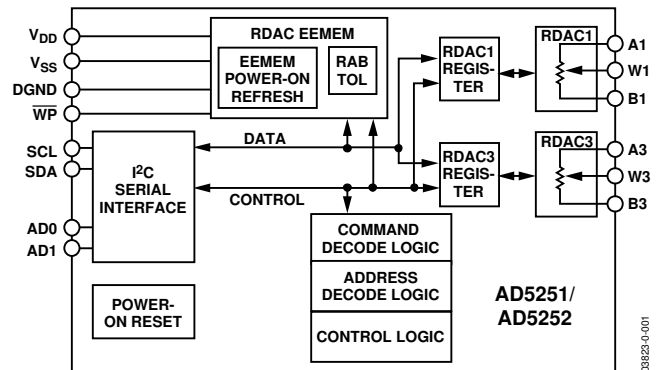 VDD
VSS
DGND
WP
SCL
SDA
AD0
AD1
RDAC EEMEM
EEMEM
POWER-ON
REFRESH
RAB
TOL
DATA
CONTROL
I2C
SERIAL
INTERFACE
POWER-
ON RESET
COMMAND
DECODE LOGIC
ADDRESS
DECODE LOGIC
CONTROL LOGIC
RDAC1
REGIS-
TER
RDAC3
REGIS-
TER
RDAC1
A1
W1
B1
RDAC3
A3
W3
B3
AD5251/
AD5252
03823-0-001